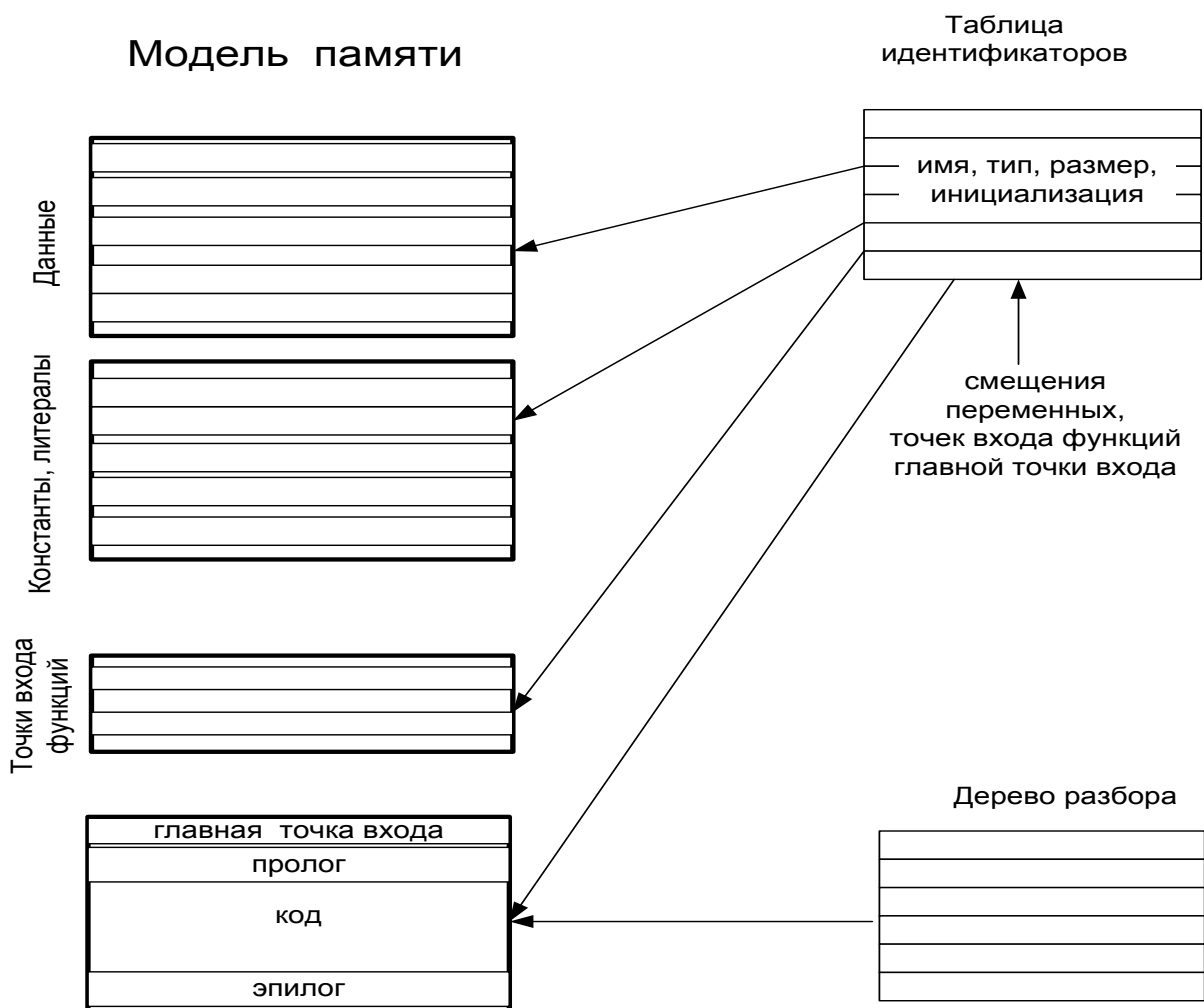 Модель памяти
Таблица
идентификаторов
имя, тип, размер,
инициализация
Данные
смещения
переменных,
точек входа функций
главной точки входа
Константы, литералы
Точки входа
функций
Дерево разбора
главная точка входа
пролог
код
эпилог